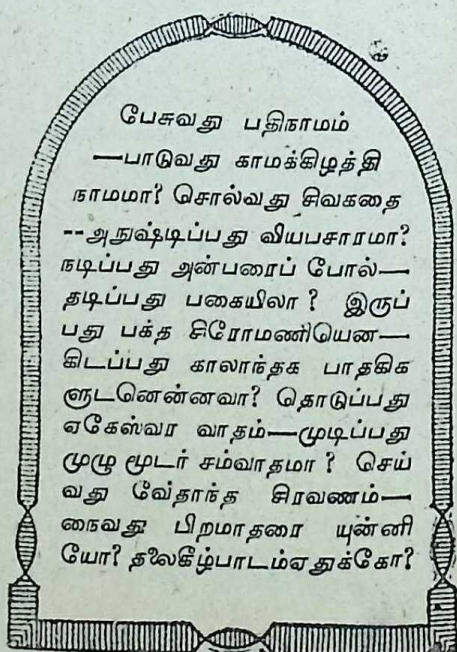 பேசுவது பதிநாமம்
—பாடுவது காமக்கிழத்தி
நாமமா? சொல்வது சிவகதை
--அநுஷ்டிப்பது வியபசாரமா?
நடிப்பது அன்பரைப் போல்—
தடிப்பது பகையிலா? இருப்
பது பக்த சிரோமணியென—
கிடப்பது காலாந்தக பாதகிக
ளுடனென்னவா? தொடுப்பது
ஏகேஸ்வர வாதம்—முடிப்பது
முழு மூடர் சம்வாதமா? செய்
வது வேதாந்த சிரவணம்—
நைவது பிறமாதரை யுன்னி
யோ? தலைகீழ்பாடம்ஏதுக்கோ?